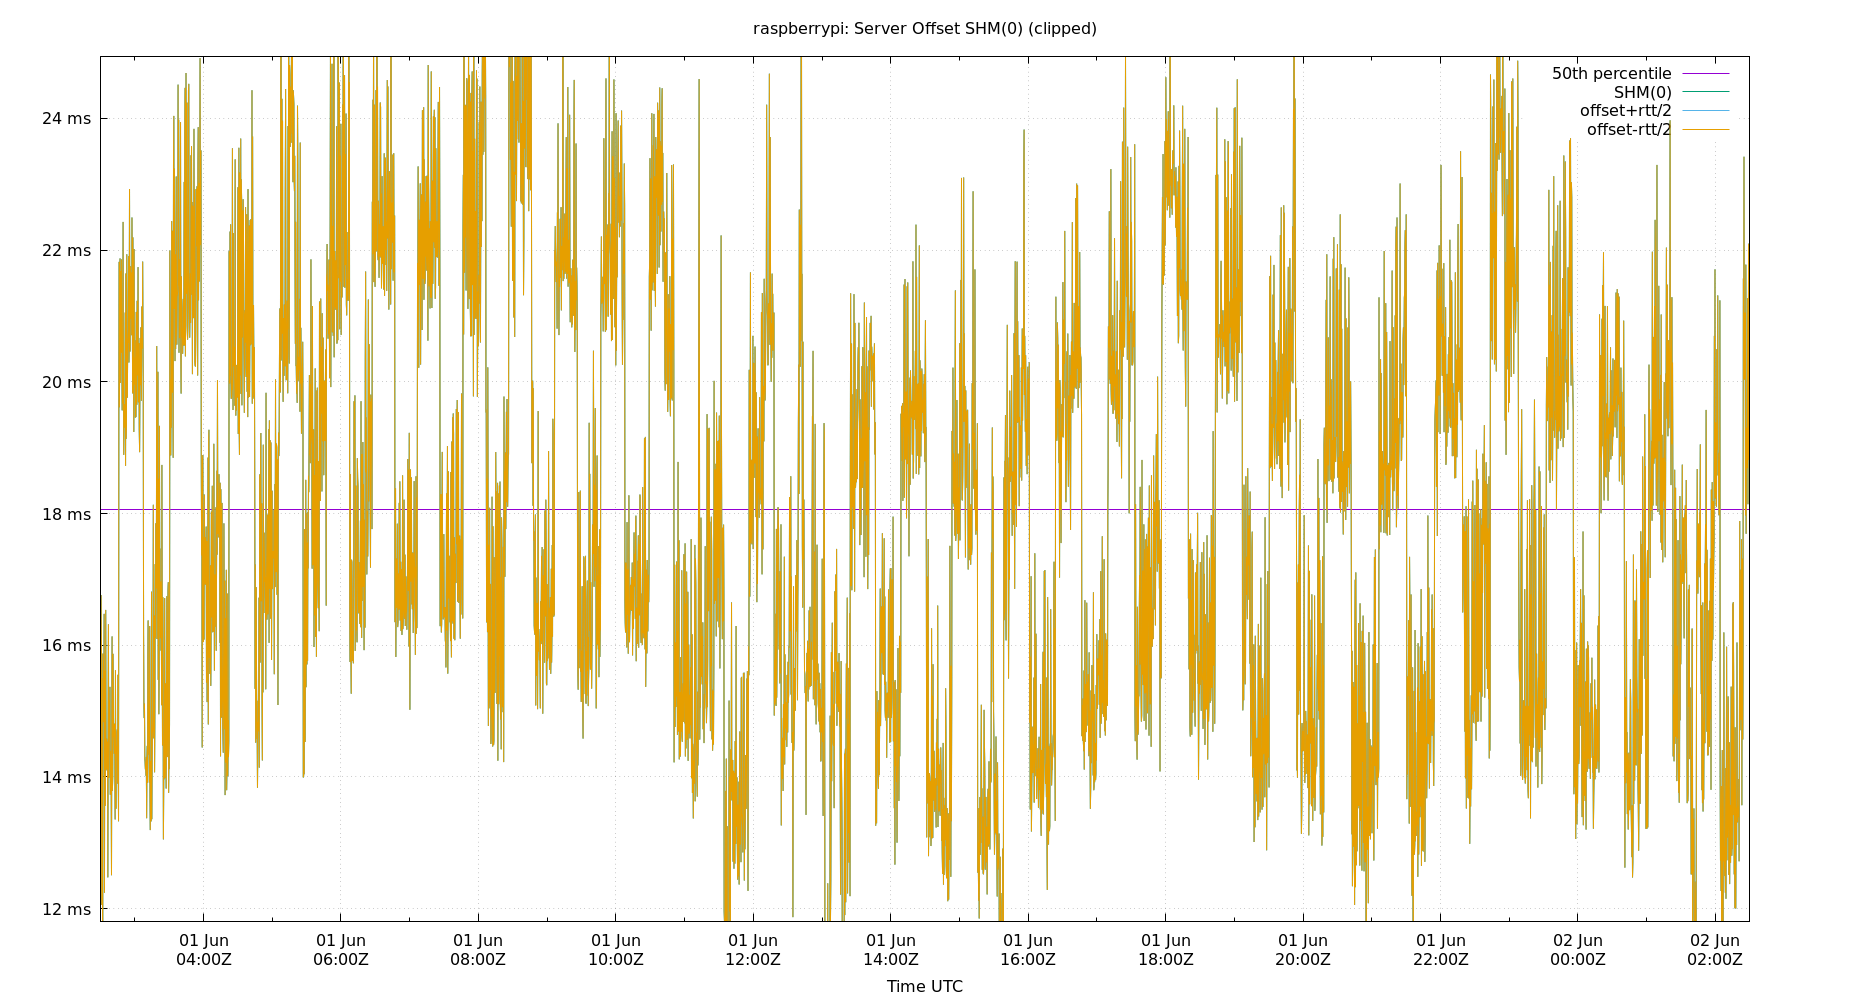 raspberrypi: Server Offset SHM(0) (clipped)
50th percentile
SHM(0)
offset+rtt/2
offset-rtt/2
24 ms
22 ms
20 ms
18 ms
16 ms
14 ms
12 ms
01 Jun 01 Jun 01 Jun 01 Jun 01 Jun 01 Jun 01 Jun 01 Jun 01 Jun 01 Jun 02 Jun 02 Jun
04:00Z 06:00Z 08:00Z 10:00Z 12:00Z 14:00Z 16:00Z 18:00Z 20:00Z 22:00Z 00:00Z 02:00Z
Time UTC